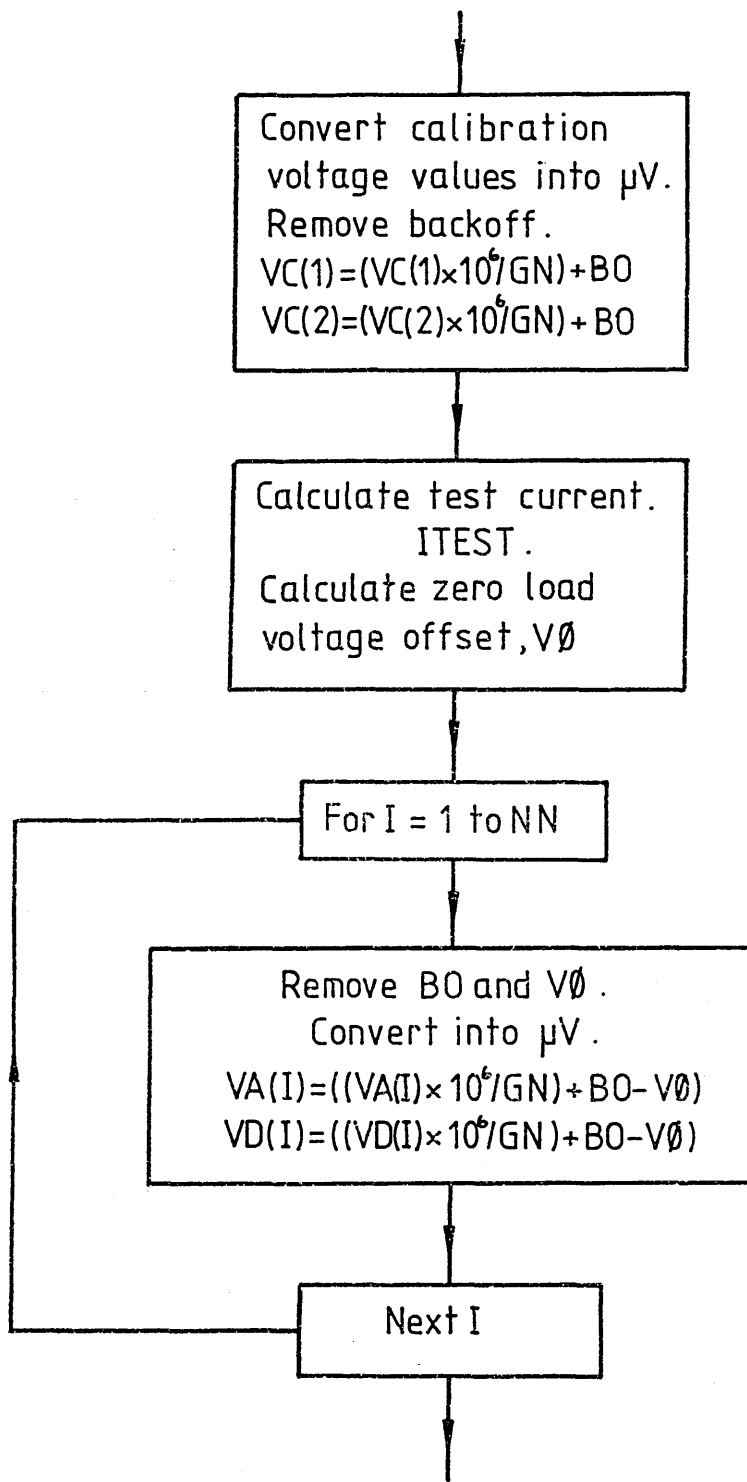 Convert calibration
voltage values into µV.
Remove backoff.
VC(1)=(VC(1)×10⁶/GN)+BO
VC(2)=(VC(2)×10⁶/GN)+BO
Calculate test current.
ITEST.
Calculate zero load
voltage offset, VØ
For I = 1 to NN
Remove BO and VØ.
Convert into µV.
VA(I)=((VA(I)×10⁶/GN)+BO-VØ)
VD(I)=((VD(I)×10⁶/GN)+BO-VØ)
Next I